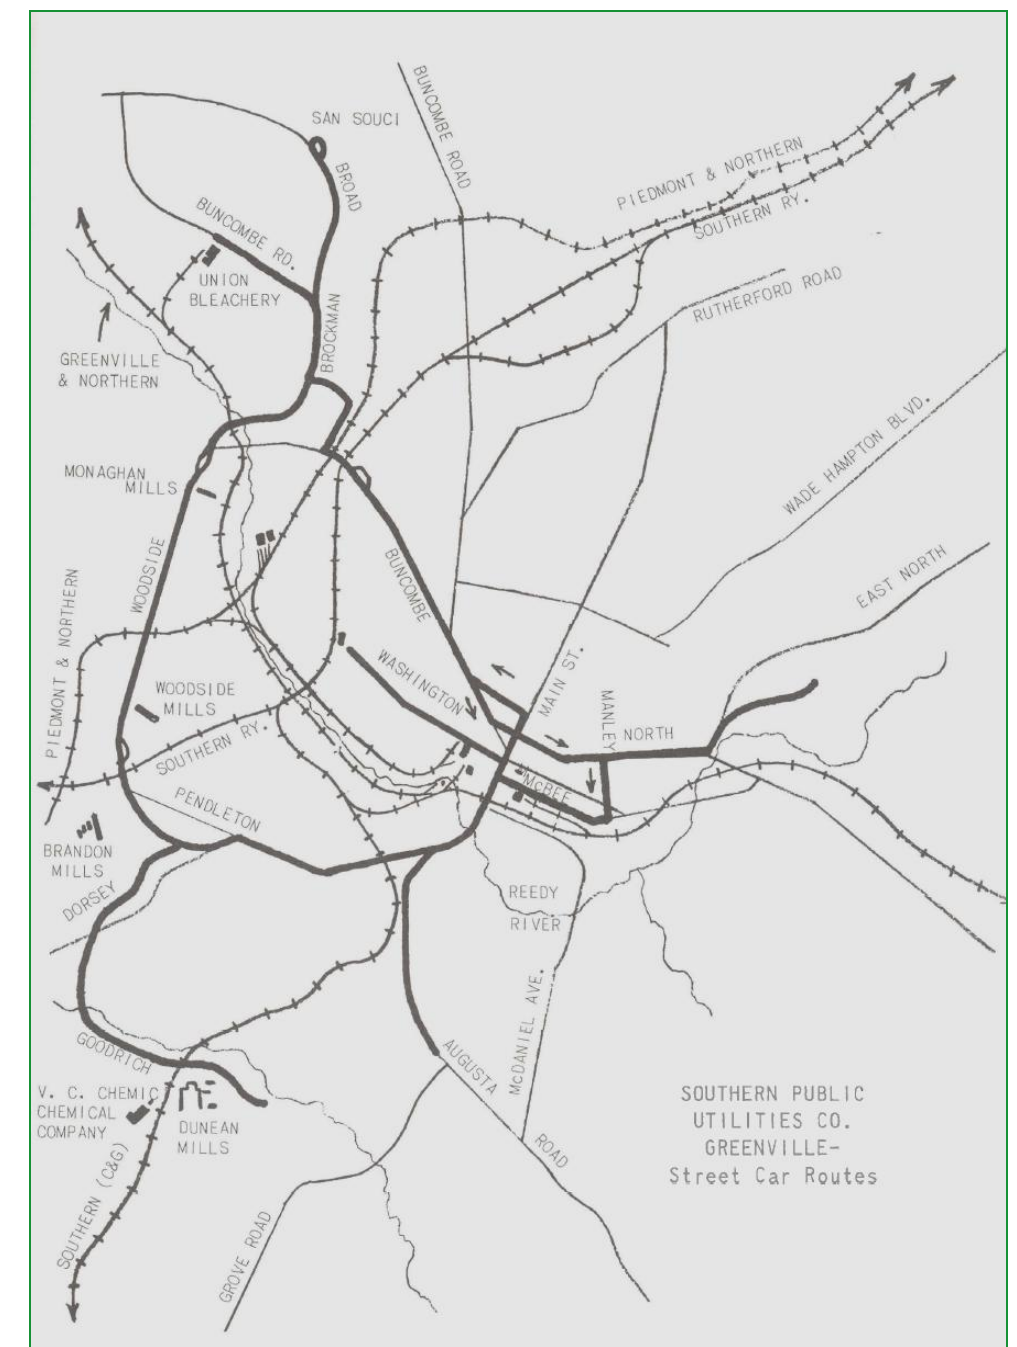 BUNCOMBE ROAD
SAN SOUCI
BROAD
PIEDMONT & NORTHERN
SOUTHERN RY.
BUNCOMBE RD.
UNION
BLEACHERY
RUTHERFORD ROAD
BROCKMAN
GREENVILLE
& NORTHERN
WADE HAMPTON BLVD.
MONAGHAN
MILLS
WOODSIDE
BUNCOMBE
EAST NORTH
PIEDMONT & NORTHERN
WASHINGTON
MAIN ST.
WOODSIDE
MILLS
MANLEY
NORTH
SOUTHERN RY.
McBEE
PENDLETON
BRANDON
MILLS
DORSEY
REEDY
RIVER
McDANIEL AVE.
GOODRICH
AUGUSTA
ROAD
V. C. CHEMIC
CHEMICAL
COMPANY
DUNEAN
MILLS
SOUTHERN (C&G)
GROVE ROAD
SOUTHERN PUBLIC
UTILITIES CO.
GREENVILLE-
Street Car Routes